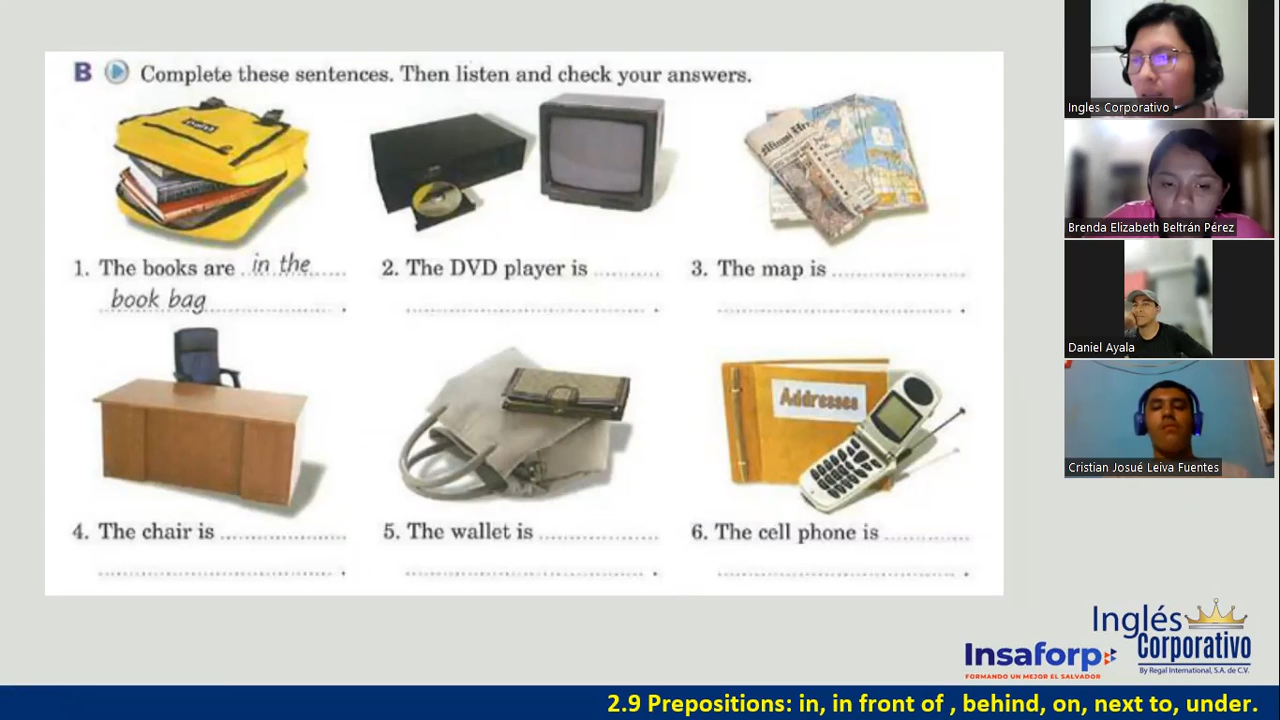 B Complete these sentences. Then listen and check your answers.
1. The books are in the
book bag.
2. The DVD player is ..........
.
3. The map is ..........
.
4. The chair is ..........
.
5. The wallet is ..........
.
Addresses
6. The cell phone is ..........
.
Ingles Corporativo
Brenda Elizabeth Beltrán Pérez
Daniel Ayala
Cristian Josué Leiva Fuentes
Inglés
Corporativo
By Regal International, S.A. de C.V.
Insaforp
FORMANDO UN MEJOR EL SALVADOR
2.9 Prepositions: in, in front of , behind, on, next to, under.